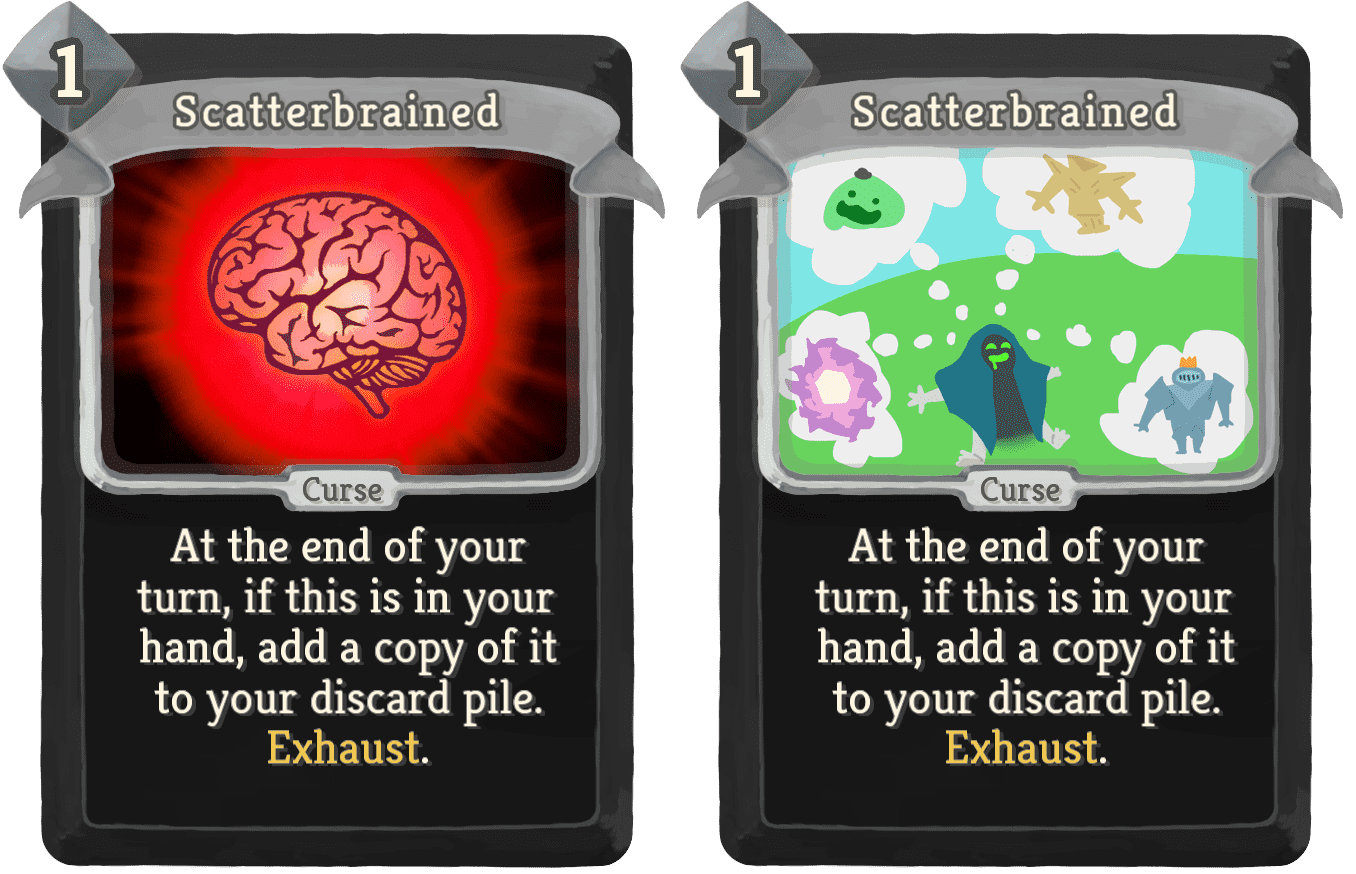 1
Scatterbrained
Curse
At the end of your
turn, if this is in your
hand, add a copy of it
to your discard pile.
Exhaust.
1
Scatterbrained
Curse
At the end of your
turn, if this is in your
hand, add a copy of it
to your discard pile.
Exhaust.